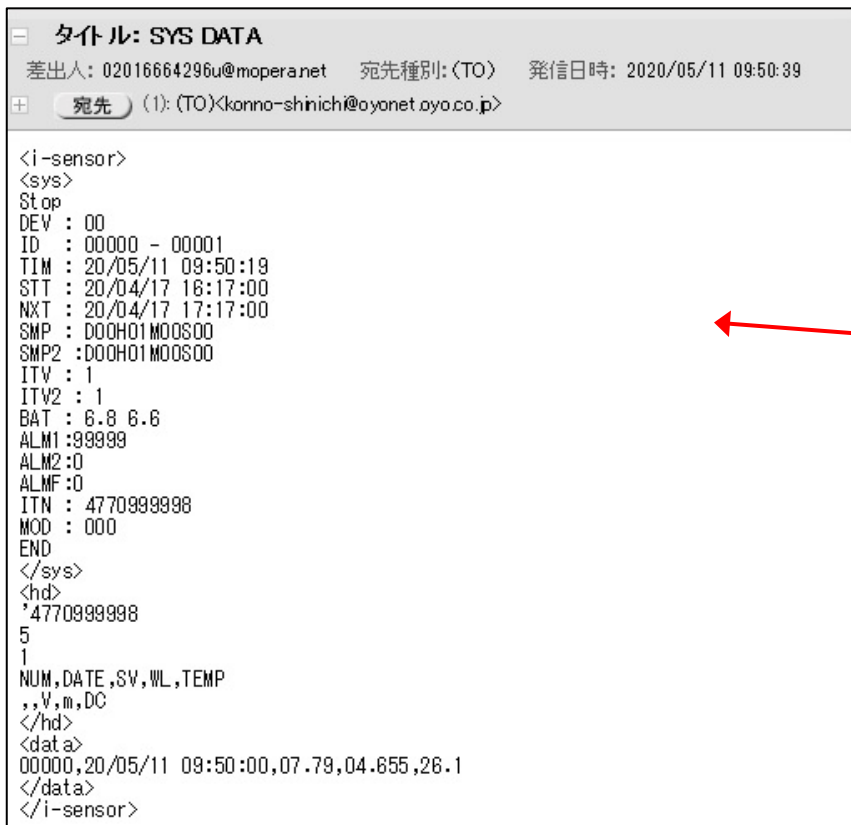 タイトル: SYS DATA
差出人: 02016664296u@mopera.net 宛先種別:(TO) 発信日時: 2020/05/11 09:50:39
宛先 (1): (TO)<konno-shinichi@oyonet.oyo.co.jp>
<i-sensor>
<sys>
Stop
DEV : 00
ID : 00000 - 00001
TIM : 20/05/11 09:50:19
STT : 20/04/17 16:17:00
NXT : 20/04/17 17:17:00
SMP : D00H01M00S00
SMP2 :D00H01M00S00
ITV : 1
ITV2 : 1
BAT : 6.8 6.6
ALM1:99999
ALM2:0
ALMF:0
ITN : 4770999998
MOD : 000
END
</sys>
<hd>
'4770999998
5
1
NUM,DATE,SV,WL,TEMP
,,V,m,DC
</hd>
<data>
00000,20/05/11 09:50:00,07.79,04.655,26.1
</data>
</i-sensor>